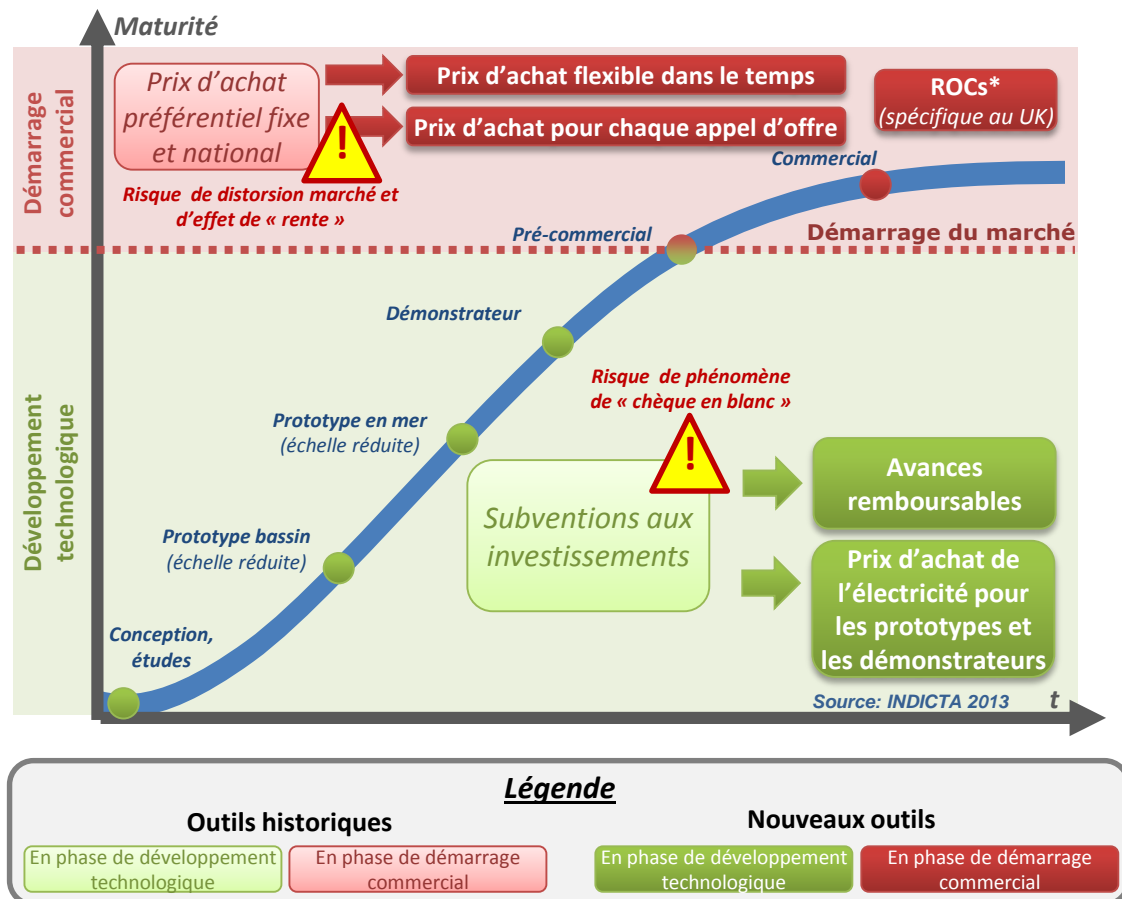 Maturité
Démarrage
commercial
Prix d'achat
préférentiel fixe
et national
Prix d'achat flexible dans le temps
Prix d'achat pour chaque appel d'offre
ROCs*
(spécifique au UK)
!
Risque de distorsion marché et
d'effet de « rente »
Commercial
Pré-commercial
Démarrage du marché
Développement
technologique
Démonstrateur
Risque de phénomène
de « chèque en blanc »
!
Prototype en mer
(échelle réduite)
Subventions aux
investissements
Avances
remboursables
Prototype bassin
(échelle réduite)
Prix d'achat de
l'électricité pour
les prototypes et
les démonstrateurs
Conception,
études
Source: INDICTA 2013
t
Légende
Outils historiques
En phase de développement
technologique
En phase de démarrage
commercial
Nouveaux outils
En phase de développement
technologique
En phase de démarrage
commercial